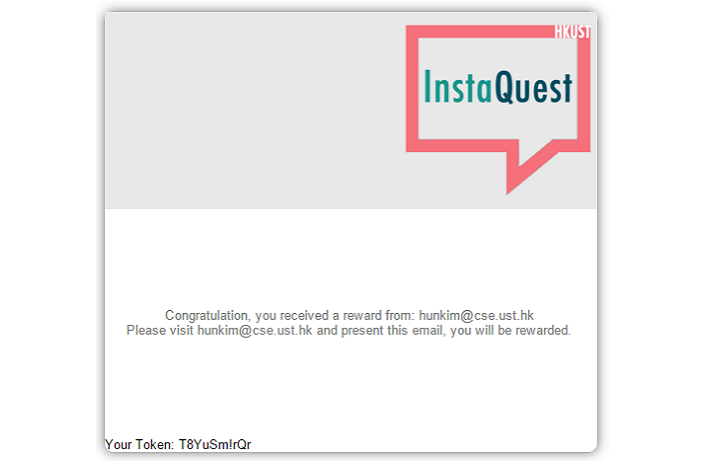 HKUST
InstaQuest
Congratulation, you received a reward from: hunkim@cse.ust.hk
Please visit hunkim@cse.ust.hk and present this email, you will be rewarded.
Your Token: T8YuSm!rQr